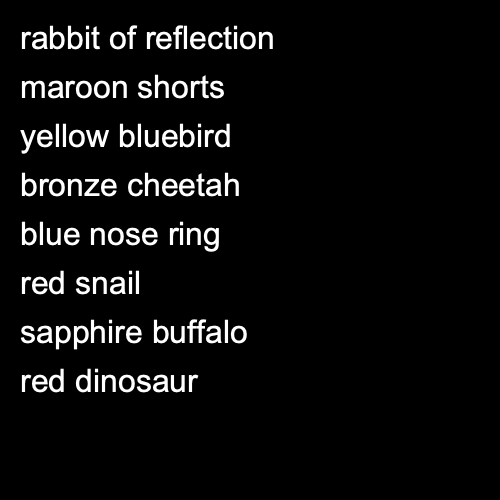 rabbit of reflection
maroon shorts
yellow bluebird
bronze cheetah
blue nose ring
red snail
sapphire buffalo
red dinosaur